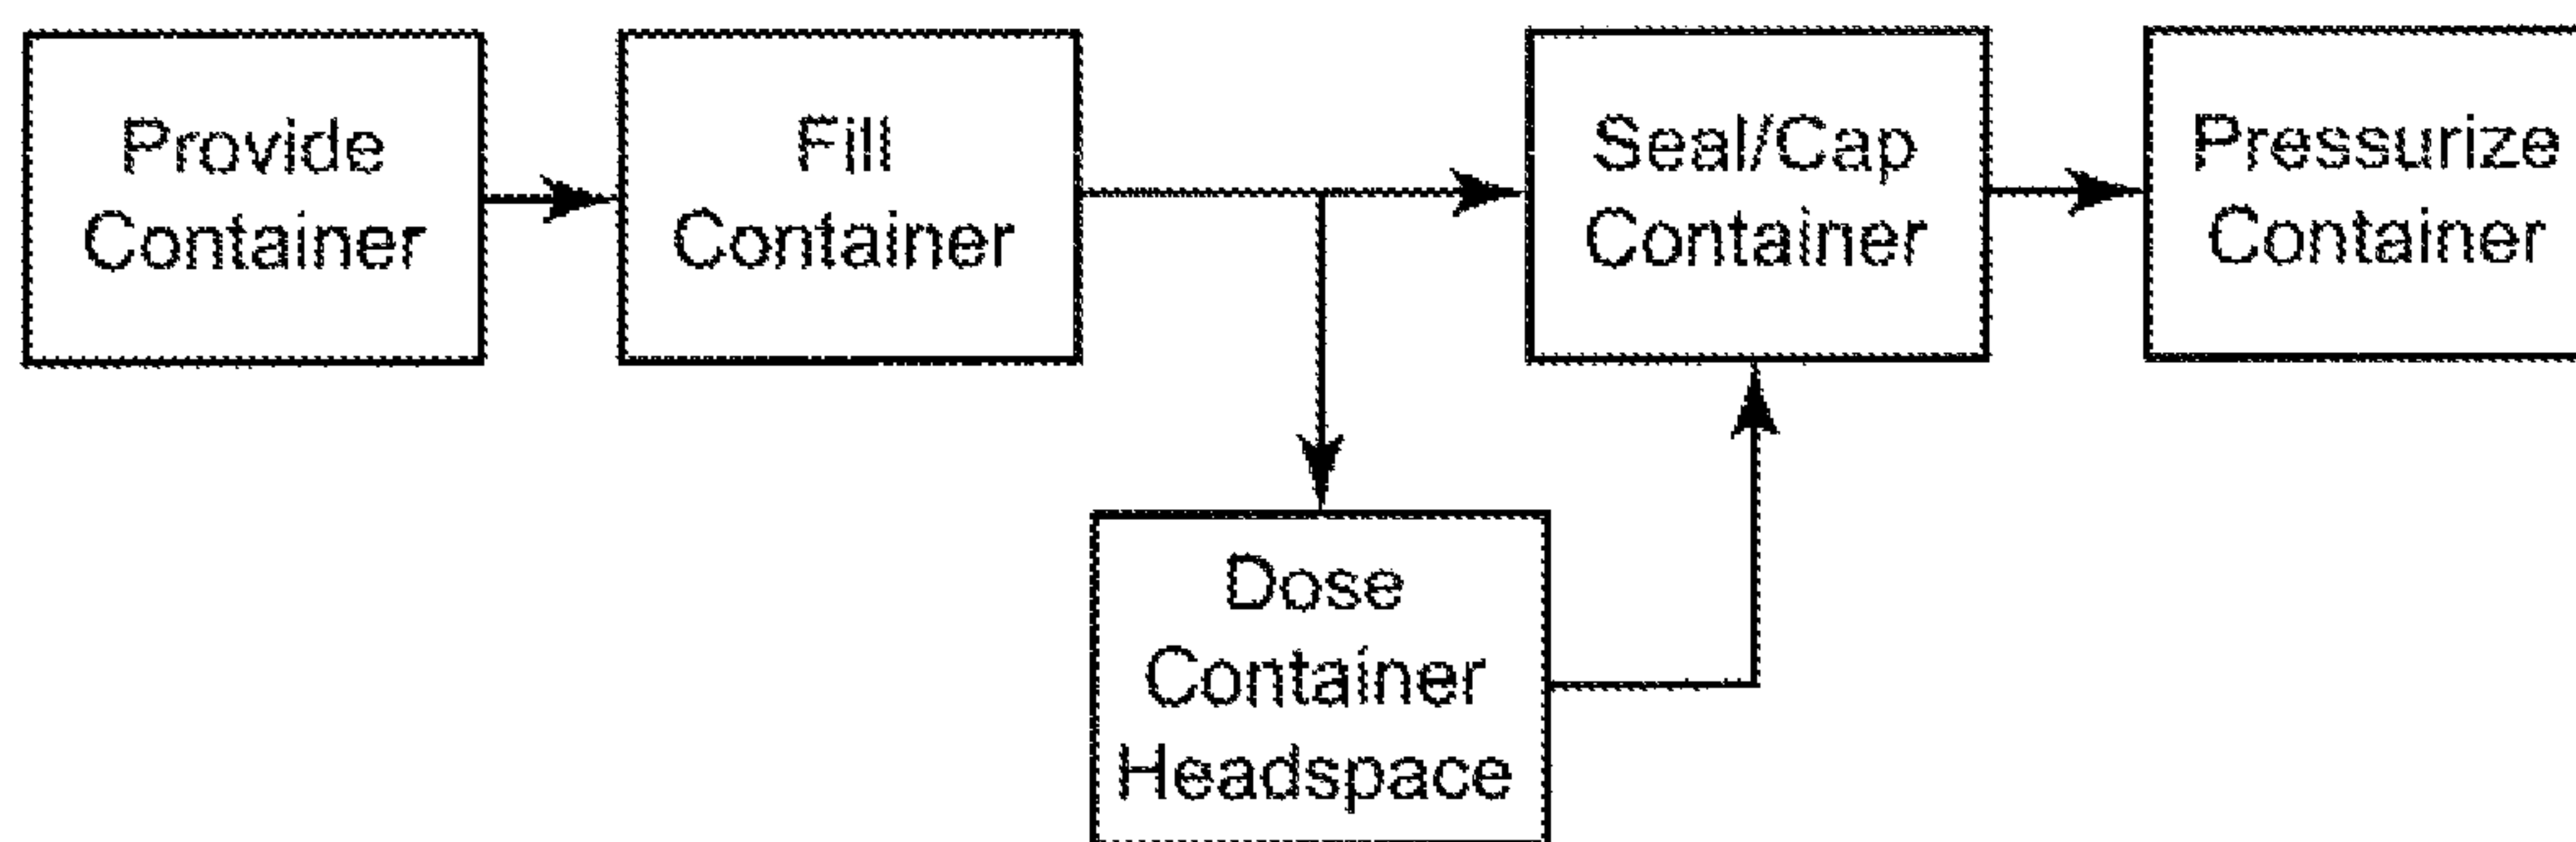 Provide
Container
Fill
Container
Seal/Cap
Container
Pressurize
Container
Dose
Container
Headspace